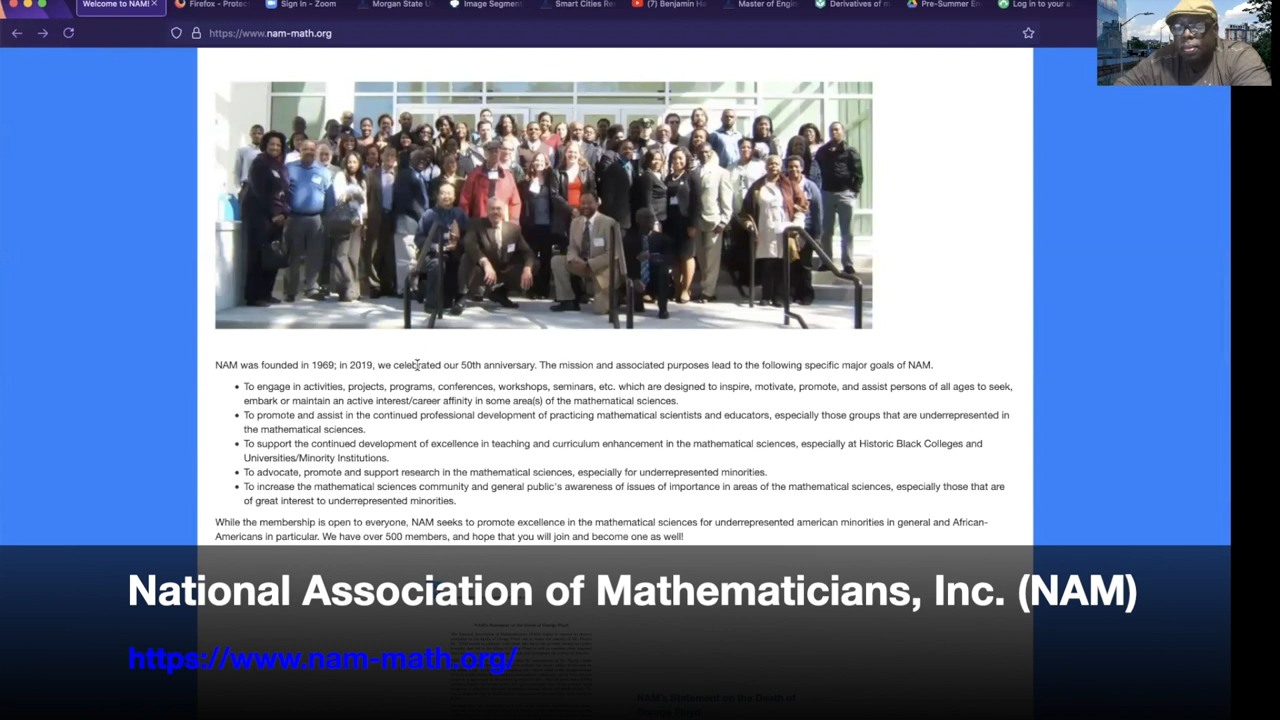 Welcome to NAM!
Firefox - Protec
Sign In - Zoom
Morgan State U
Image Segment
Smart Cities Re
(7) Benjamin Ha
Master of Engin
Derivatives of
Pre-Summer En
Log in to your a
https://www.nam-math.org
NAM was founded in 1969; in 2019, we celebrated our 50th anniversary. The mission and associated purposes lead to the following specific major goals of NAM.
• To engage in activities, projects, programs, conferences, workshops, seminars, etc. which are designed to inspire, motivate, promote, and assist persons of all ages to seek,
embark or maintain an active interest/career affinity in some area(s) of the mathematical sciences.
• To promote and assist in the continued professional development of practicing mathematical scientists and educators, especially those groups that are underrepresented in
the mathematical sciences.
• To support the continued development of excellence in teaching and curriculum enhancement in the mathematical sciences, especially at Historic Black Colleges and
Universities/Minority Institutions.
• To advocate, promote and support research in the mathematical sciences, especially for underrepresented minorities.
• To increase the mathematical sciences community and general public's awareness of issues of importance in areas of the mathematical sciences, especially those that are
of great interest to underrepresented minorities.
While the membership is open to everyone, NAM seeks to promote excellence in the mathematical sciences for underrepresented american minorities in general and African-
Americans in particular. We have over 500 members, and hope that you will join and become one as well!
National Association of Mathematicians, Inc. (NAM)
https://www.nam-math.org/
NAM's Statement on the Death of
George Floyd